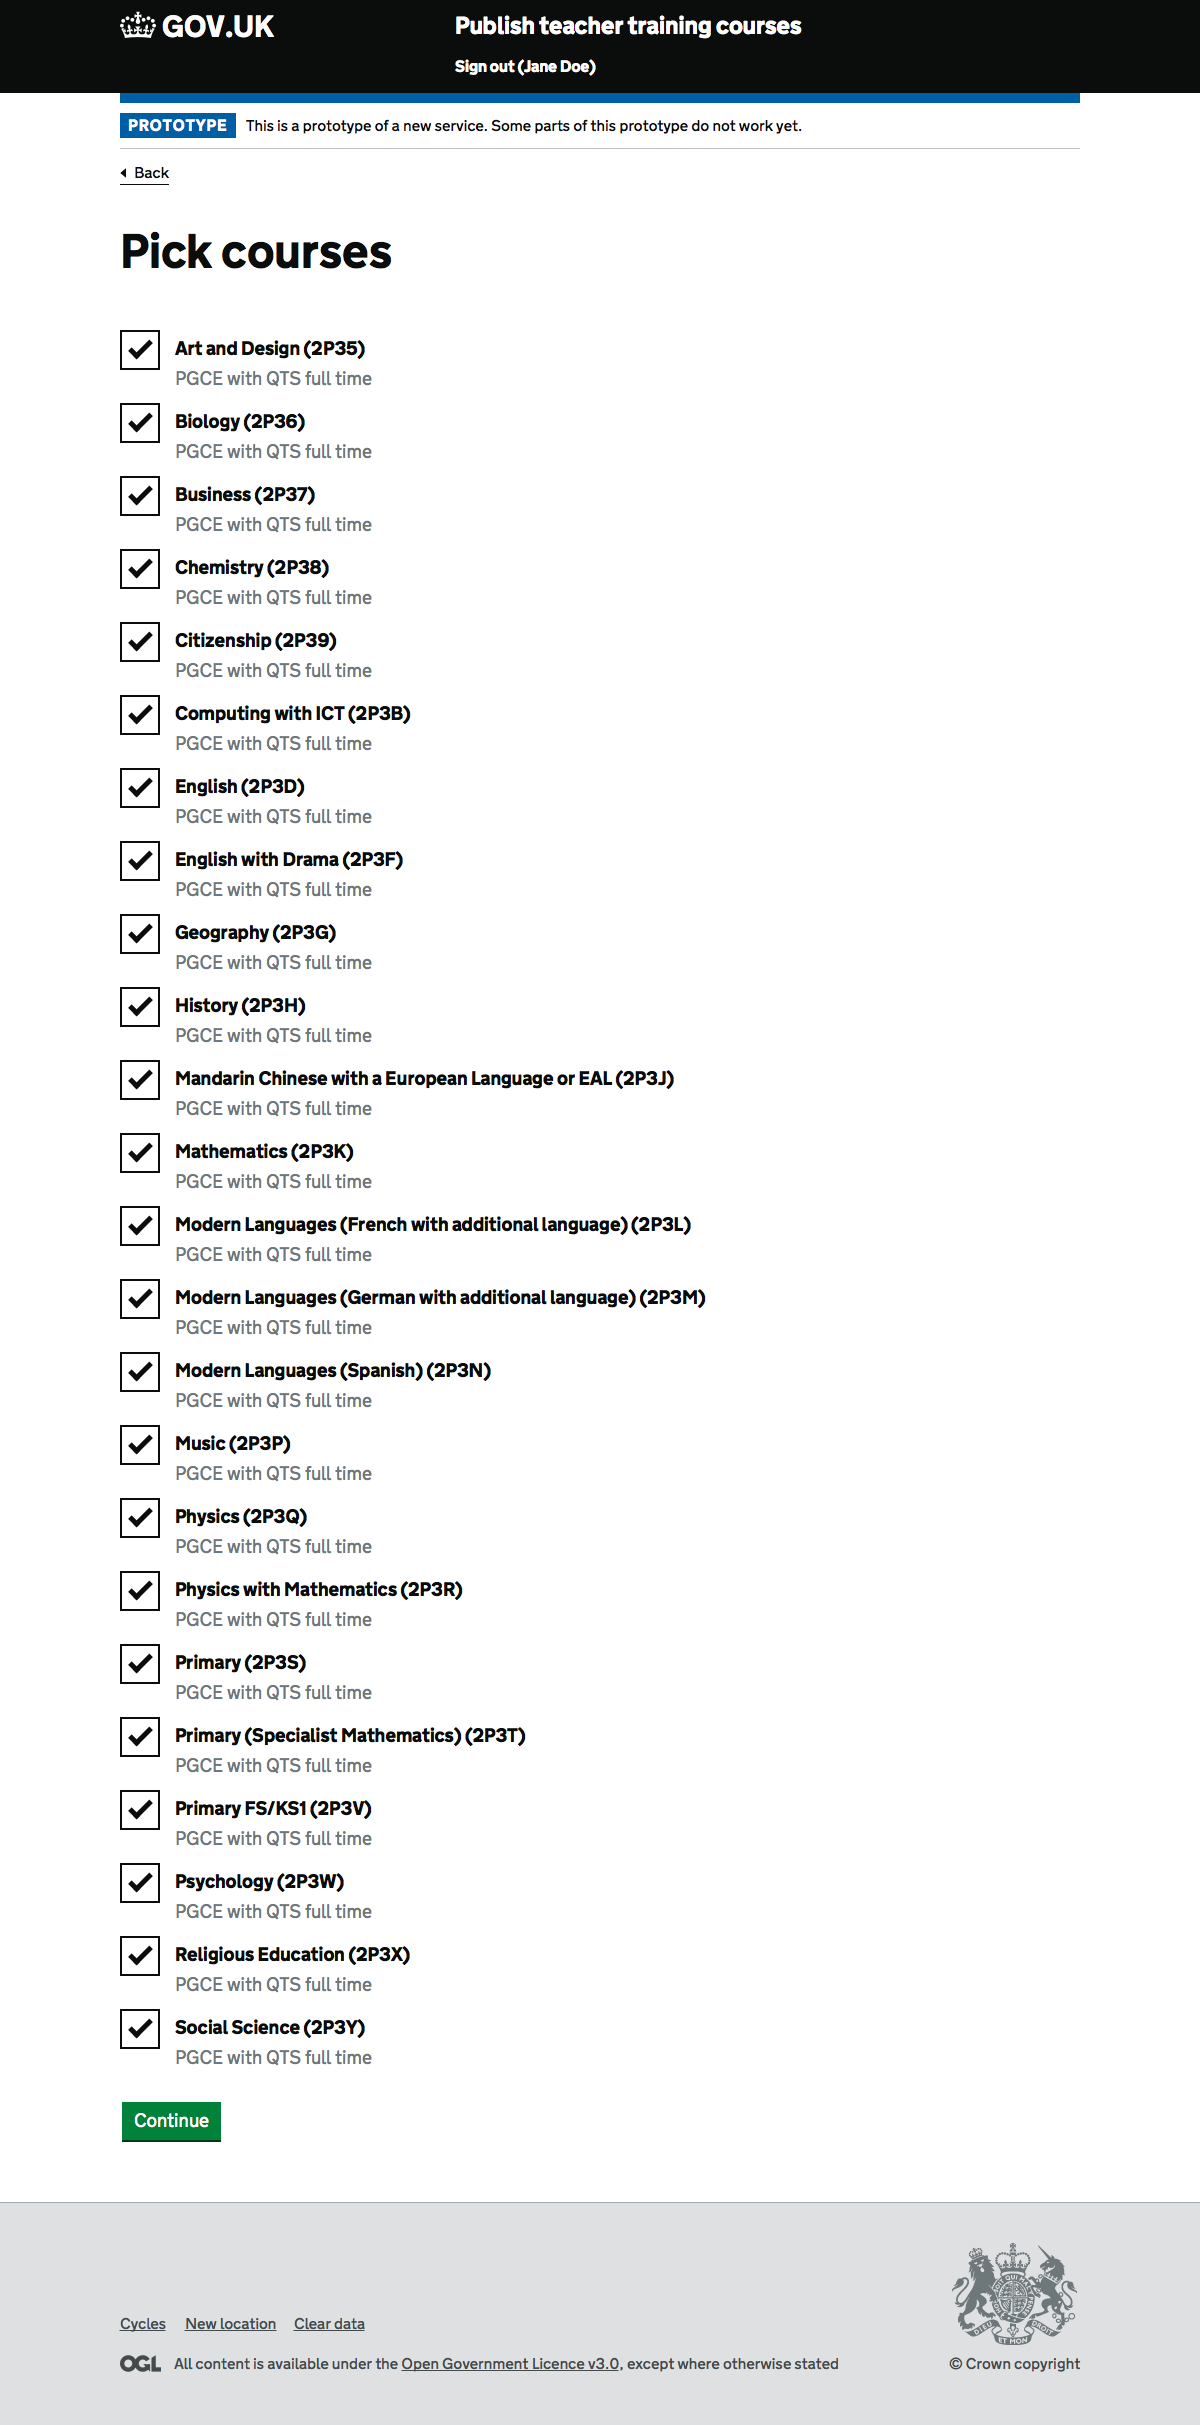 GOV.UK
Publish teacher training courses
Sign out (Jane Doe)
PROTOTYPE This is a prototype of a new service. Some parts of this prototype do not work yet.
Back
Pick courses
Art and Design (2P35)
PGCE with QTS full time
Biology (2P36)
PGCE with QTS full time
Business (2P37)
PGCE with QTS full time
Chemistry (2P38)
PGCE with QTS full time
Citizenship (2P39)
PGCE with QTS full time
Computing with ICT (2P3B)
PGCE with QTS full time
English (2P3D)
PGCE with QTS full time
English with Drama (2P3F)
PGCE with QTS full time
Geography (2P3G)
PGCE with QTS full time
History (2P3H)
PGCE with QTS full time
Mandarin Chinese with a European Language or EAL (2P3J)
PGCE with QTS full time
Mathematics (2P3K)
PGCE with QTS full time
Modern Languages (French with additional language) (2P3L)
PGCE with QTS full time
Modern Languages (German with additional language) (2P3M)
PGCE with QTS full time
Modern Languages (Spanish) (2P3N)
PGCE with QTS full time
Music (2P3P)
PGCE with QTS full time
Physics (2P3Q)
PGCE with QTS full time
Physics with Mathematics (2P3R)
PGCE with QTS full time
Primary (2P3S)
PGCE with QTS full time
Primary (Specialist Mathematics) (2P3T)
PGCE with QTS full time
Primary FS/KS1 (2P3V)
PGCE with QTS full time
Psychology (2P3W)
PGCE with QTS full time
Religious Education (2P3X)
PGCE with QTS full time
Social Science (2P3Y)
PGCE with QTS full time
Continue
DIEU ET MON DROIT
Cycles New location Clear data
OGL All content is available under the Open Government Licence v3.0, except where otherwise stated
© Crown copyright